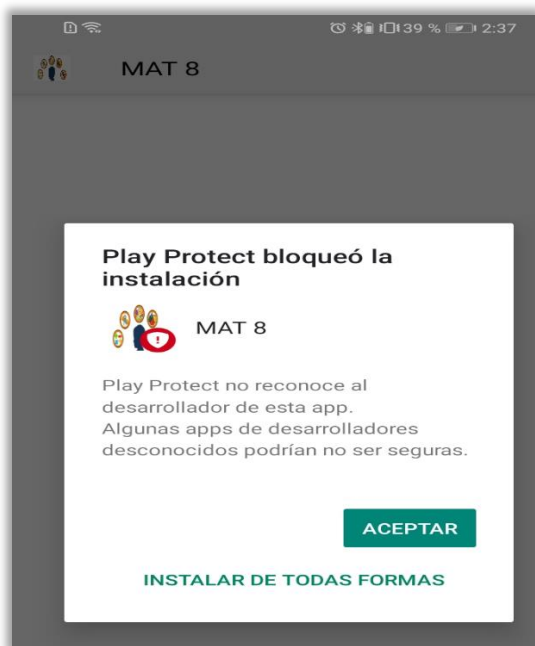 39 % 2:37
MAT 8
Play Protect bloqueó la
instalación
MAT 8
Play Protect no reconoce al
desarrollador de esta app.
Algunas apps de desarrolladores
desconocidos podrían no ser seguras.
ACEPTAR
INSTALAR DE TODAS FORMAS